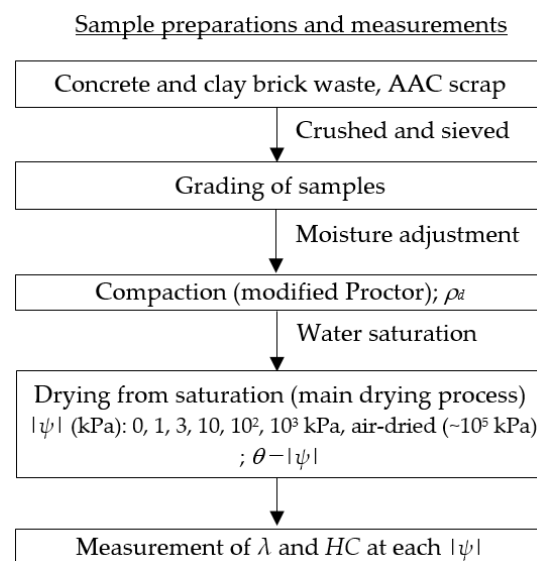 Sample preparations and measurements
Concrete and clay brick waste, AAC scrap
Crushed and sieved
Grading of samples
Moisture adjustment
Compaction (modified Proctor); ρd
Water saturation
Drying from saturation (main drying process)
|ψ| (kPa): 0, 1, 3, 10, 10², 10³ kPa, air-dried (~10⁵ kPa)
; θ−|ψ|
Measurement of λ and HC at each |ψ|